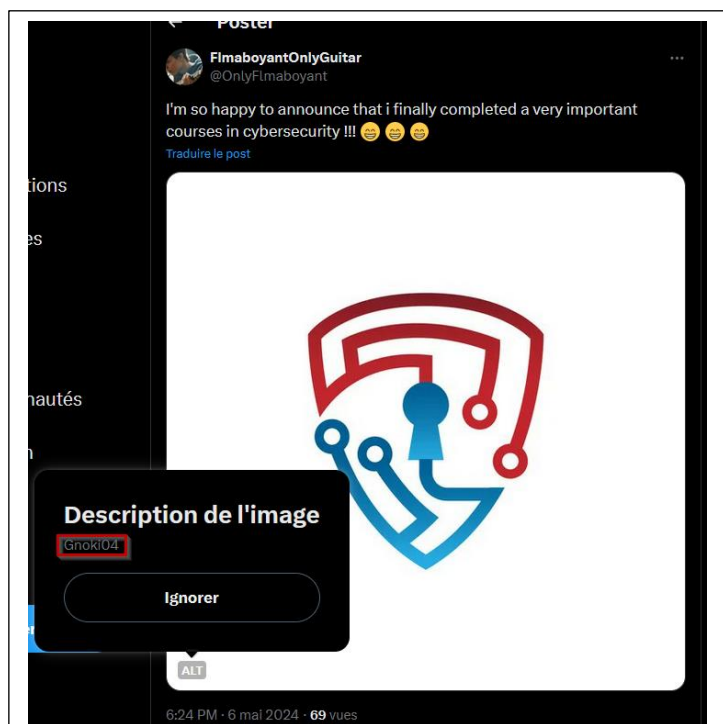 Poster
FlmaboyantOnlyGuitar
@OnlyFlmaboyant
I'm so happy to announce that i finally completed a very important
courses in cybersecurity !!! 😄 😄 😄
Traduire le post
tions
es
nautés
n
Description de l'image
Gnoki04
Ignorer
er
ALT
6:24 PM · 6 mai 2024 · 69 vues